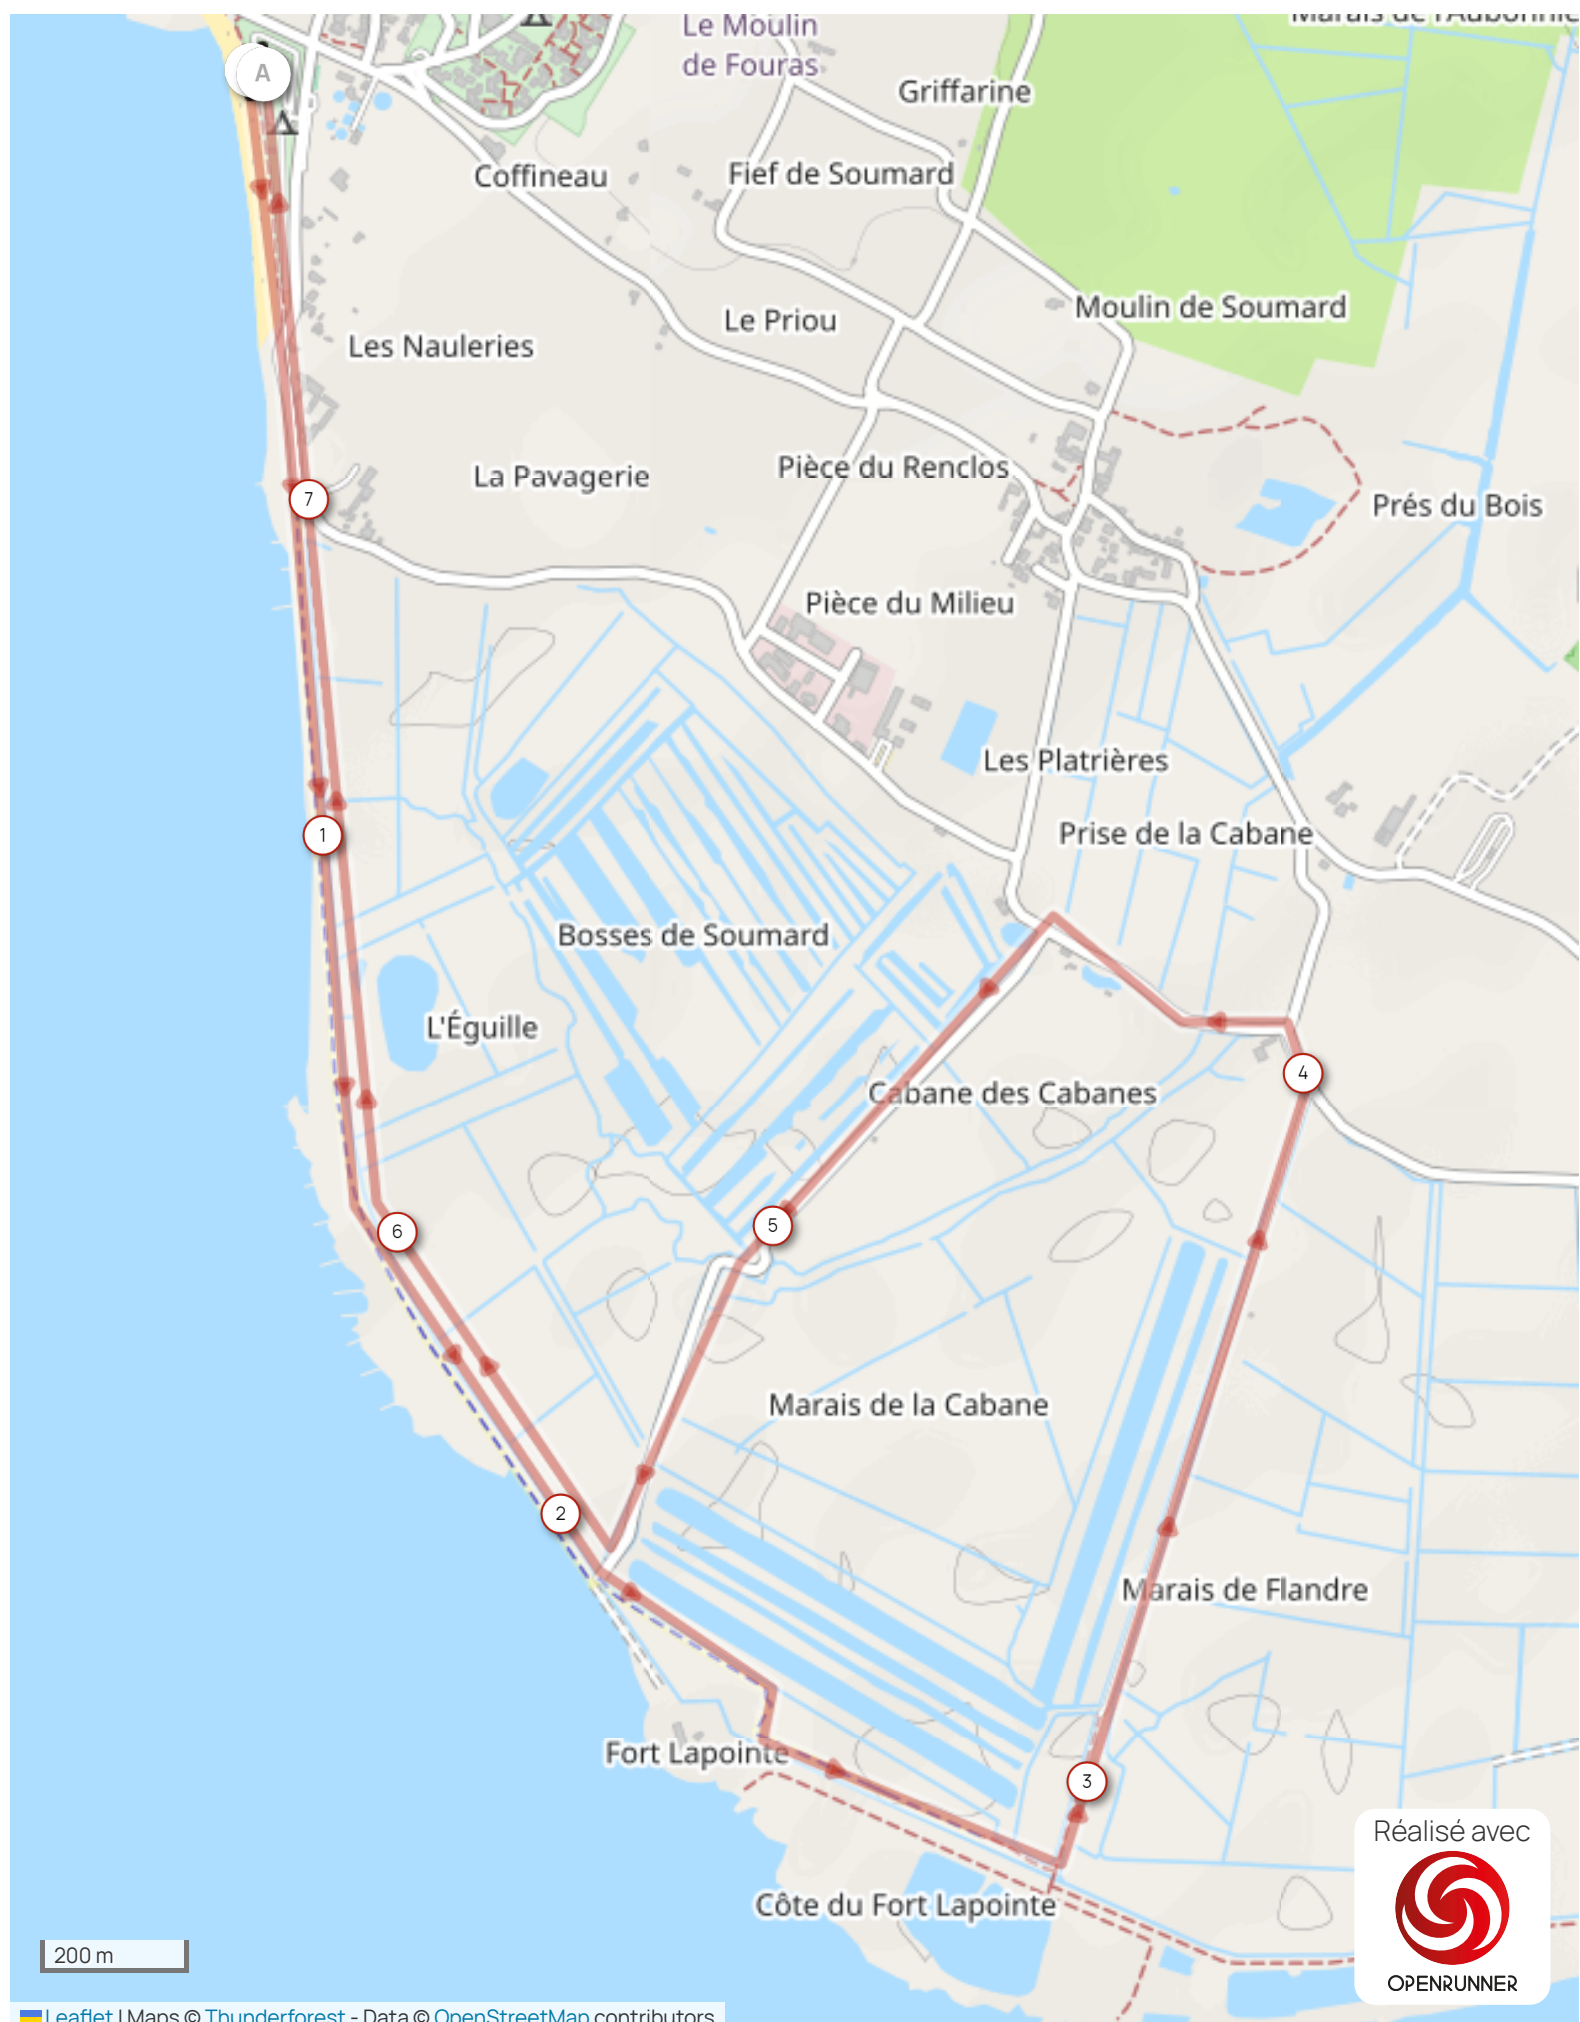 Le Moulin
de Fouras
Marais de l'Aubonnie
Griffarine
A
Coffineau
Fief de Soumard
Moulin de Soumard
Le Priou
Les Nauleries
La Pavagerie
Pièce du Renclos
Prés du Bois
7
Pièce du Milieu
Les Platrières
1
Prise de la Cabane
Bosses de Soumard
L'Éguille
4
Cabane des Cabanes
5
6
Marais de la Cabane
2
Marais de Flandre
Fort Lapointe
3
Réalisé avec
Côte du Fort Lapointe
200 m
OPENRUNNER
Leaflet | Maps © Thunderforest - Data © OpenStreetMap contributors